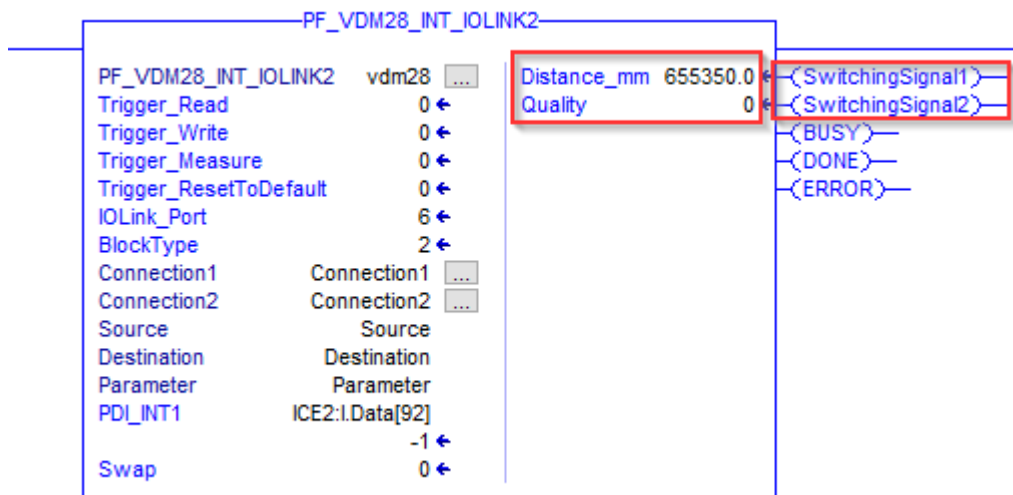 PF_VDM28_INT_IOLINK2
PF_VDM28_INT_IOLINK2 vdm28 ...
Trigger_Read 0
Trigger_Write 0
Trigger_Measure 0
Trigger_ResetToDefault 0
IOLink_Port 6
BlockType 2
Connection1 Connection1 ...
Connection2 Connection2 ...
Source Source
Destination Destination
Parameter Parameter
PDI_INT1 ICE2:I.Data[92]
-1
Swap 0
Distance_mm 655350.0
Quality 0
SwitchingSignal1
SwitchingSignal2
BUSY
DONE
ERROR